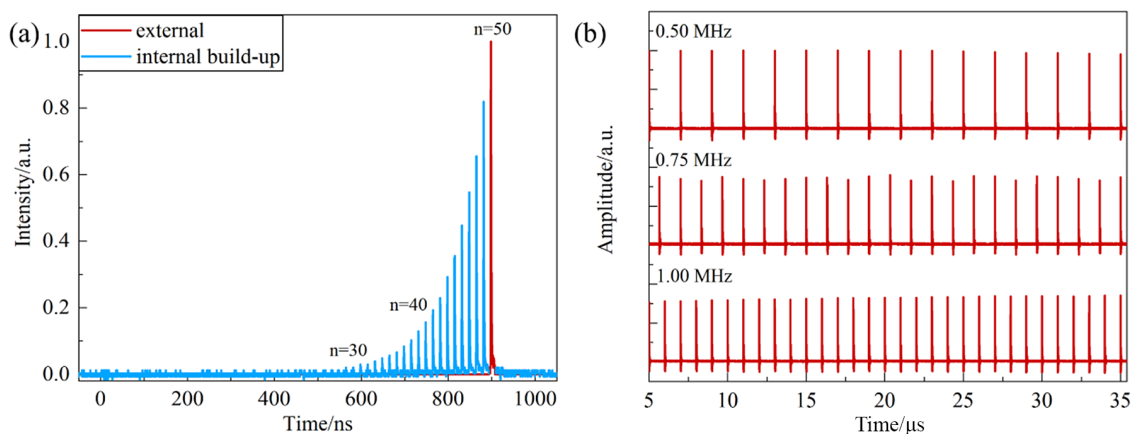 (a)
external
internal build-up
n=50
n=40
n=30
1.0
0.8
0.6
0.4
0.2
0.0
Intensity/a.u.
0 200 400 600 800 1000
Time/ns
(b)
0.50 MHz
0.75 MHz
1.00 MHz
Amplitude/a.u.
5 10 15 20 25 30 35
Time/μs